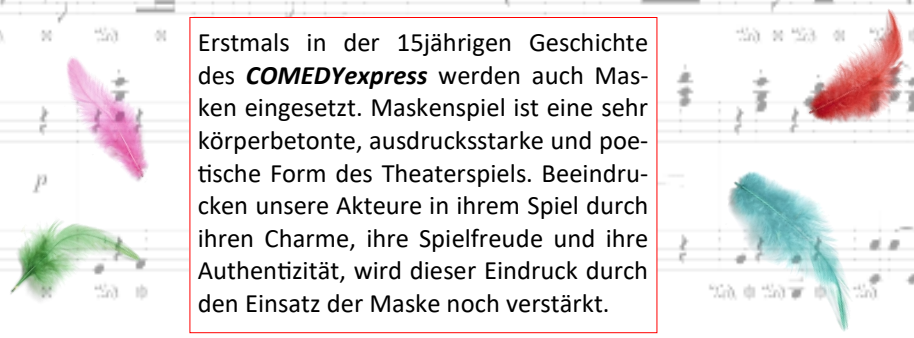 Erstmals in der 15jährigen Geschichte
des COMEDYexpress werden auch Mas-
ken eingesetzt. Maskenspiel ist eine sehr
körperbetonte, ausdrucksstarke und poe-
tische Form des Theaterspiels. Beeindru-
cken unsere Akteure in ihrem Spiel durch
ihren Charme, ihre Spielfreude und ihre
Authentizität, wird dieser Eindruck durch
den Einsatz der Maske noch verstärkt.
p